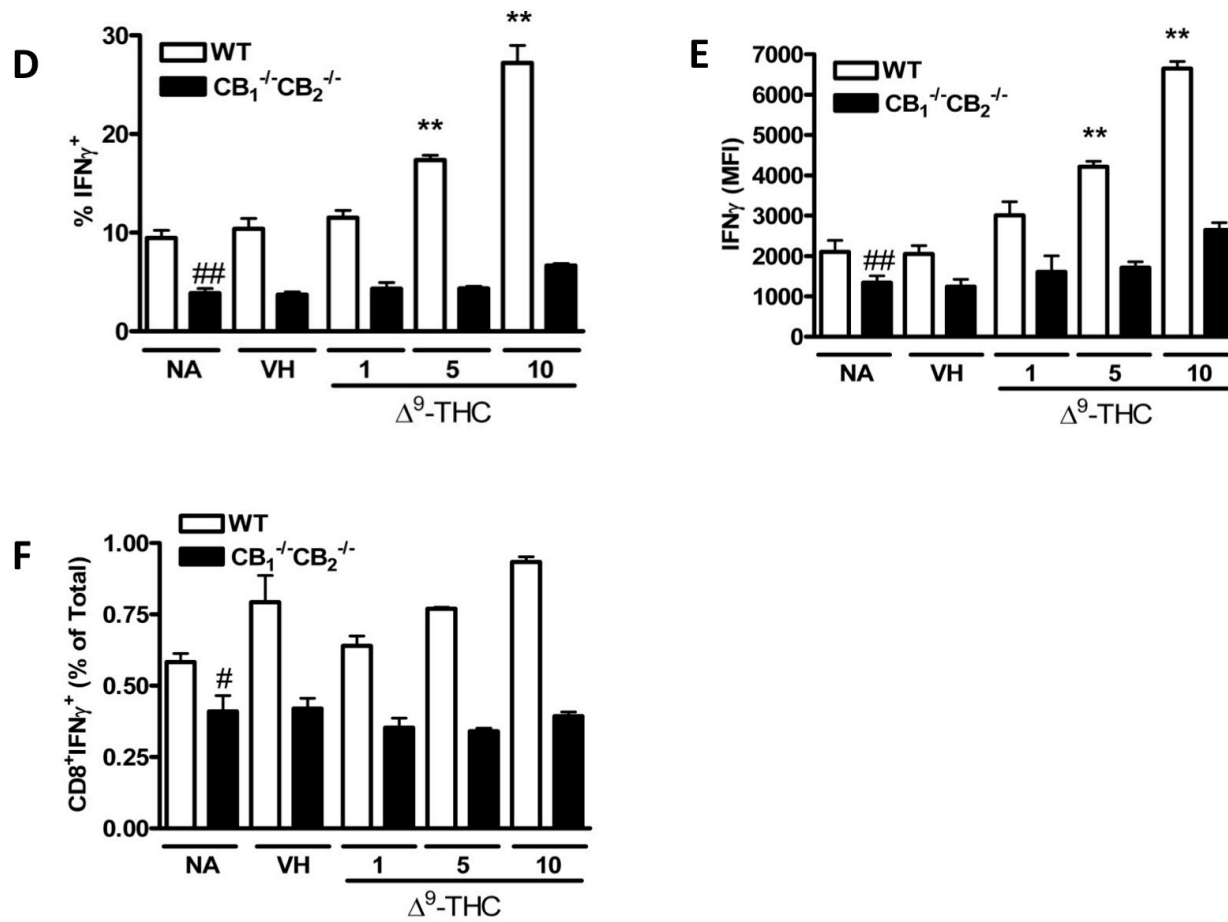 D
WT
CB₁⁻/⁻CB₂⁻/⁻
% IFNγ⁺
30
20
10
0
**
**
##
NA VH 1 5 10
Δ⁹-THC
E
WT
CB₁⁻/⁻CB₂⁻/⁻
IFNγ (MFI)
7000
6000
5000
4000
3000
2000
1000
0
**
**
##
NA VH 1 5 10
Δ⁹-THC
F
WT
CB₁⁻/⁻CB₂⁻/⁻
CD8⁺IFNγ⁺ (% of Total)
1.00
0.75
0.50
0.25
0.00
#
NA VH 1 5 10
Δ⁹-THC